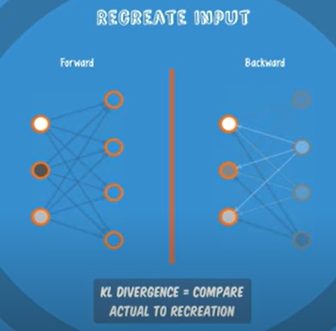 RECREATE INPUT
Forward
Backward
KL DIVERGENCE = COMPARE
ACTUAL TO RECREATION